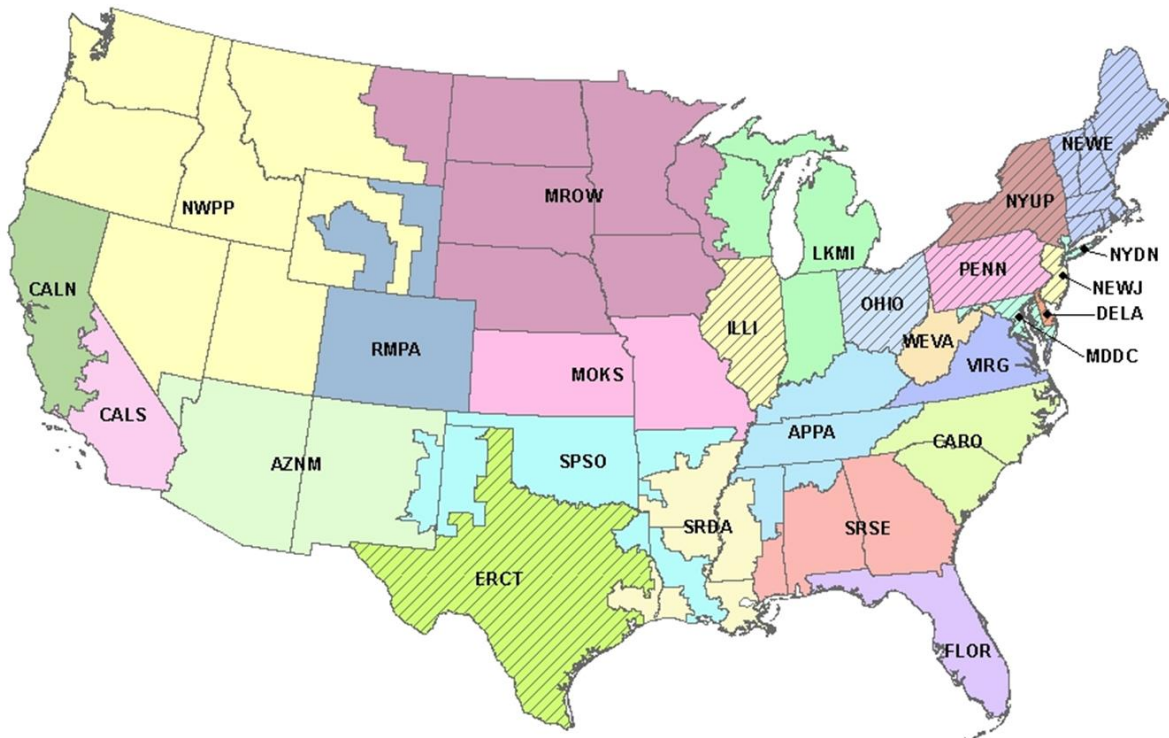 NEWE
MROW
NYUP
NWPP
LKMI
NYDN
PENN
NEWJ
CALN
OHIO
DELA
ILLI
WEVA
RMPA
MDDC
VIRG
MOKS
CALS
APPA
CARO
SPSO
AZNM
SRDA
SRSE
ERCT
FLOR